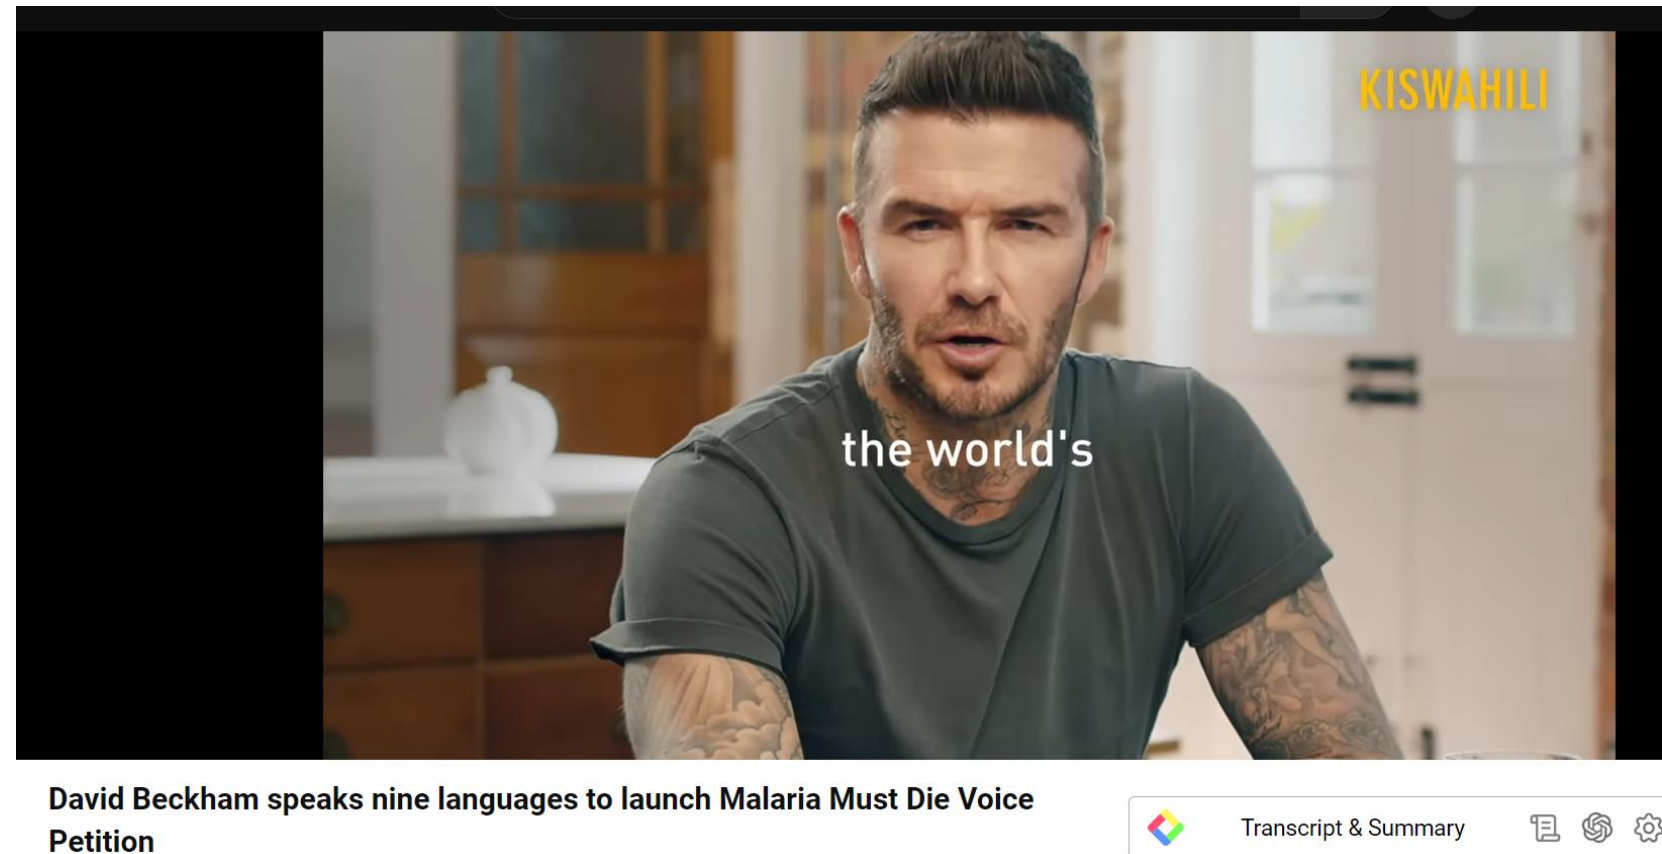 KISWAHILI
the world's
David Beckham speaks nine languages to launch Malaria Must Die Voice
Petition
Transcript & Summary